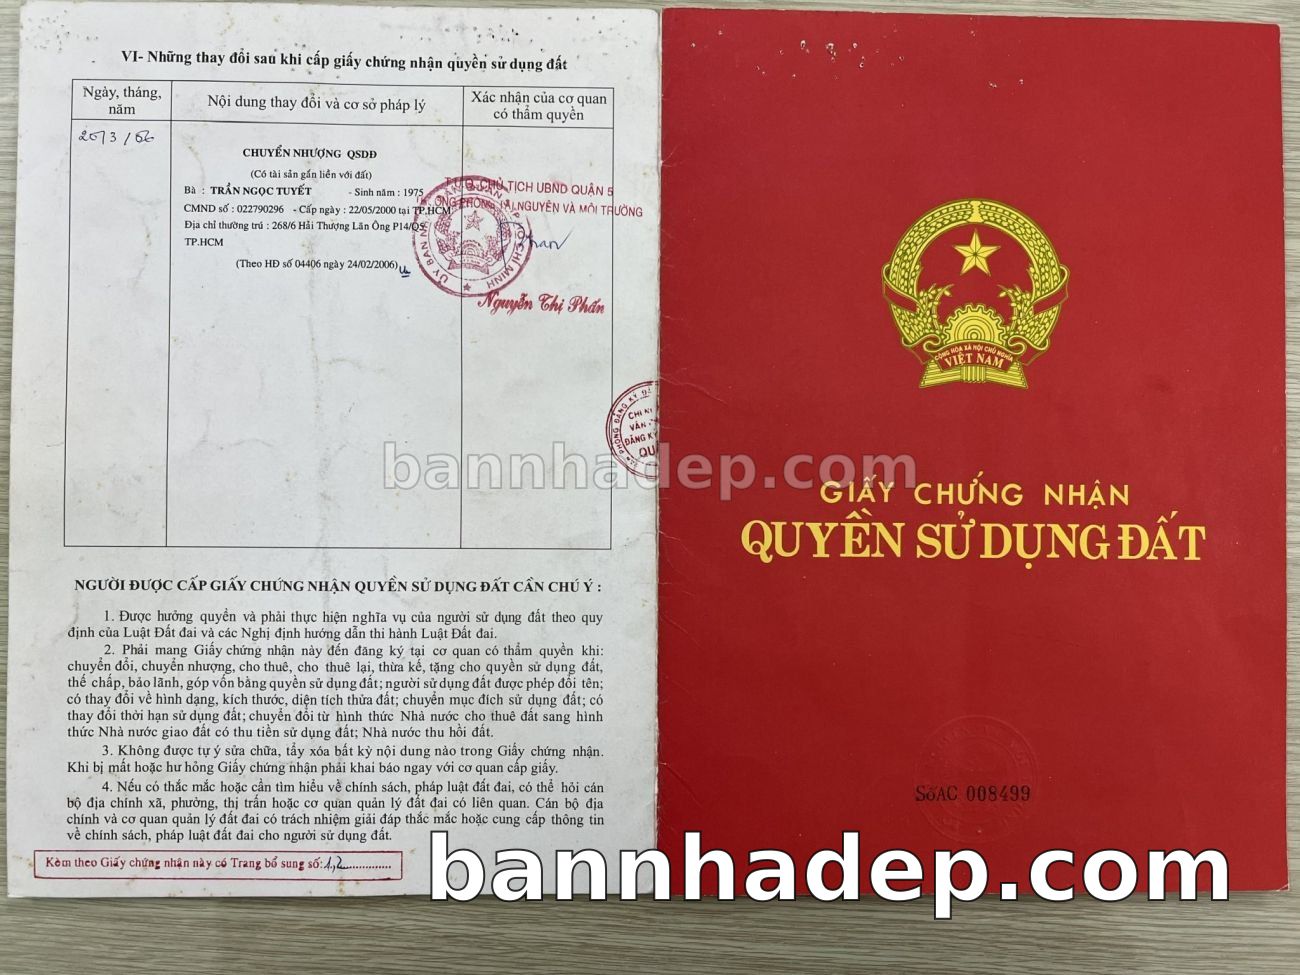 VI- Những thay đổi sau khi cấp giấy chứng nhận quyền sử dụng đất
Ngày, tháng, năm
Nội dung thay đổi và cơ sở pháp lý
Xác nhận của cơ quan có thẩm quyền
20/3/06
CHUYỂN NHƯỢNG QSDĐ
(Có tài sản gắn liền với đất)
Bà : TRẦN NGỌC TUYẾT - Sinh năm : 1975
CMND số : 022790296 - Cấp ngày : 22/05/2000 tại TP.HCM
Địa chỉ thường trú : 268/6 Hải Thượng Lãn Ông P14/Q5
TP.HCM
(Theo HĐ số 04406 ngày 24/02/2006)
CHỦ TỊCH UBND QUẬN 5
PHÒNG TÀI NGUYÊN VÀ MÔI TRƯỜNG
Nguyễn Thị Phấn
NGƯỜI ĐƯỢC CẤP GIẤY CHỨNG NHẬN QUYỀN SỬ DỤNG ĐẤT CẦN CHÚ Ý :
1. Được hưởng quyền và phải thực hiện nghĩa vụ của người sử dụng đất theo quy
định của Luật Đất đai và các Nghị định hướng dẫn thi hành Luật Đất đai.
2. Phải mang Giấy chứng nhận này đến đăng ký tại cơ quan có thẩm quyền khi:
chuyển đổi, chuyển nhượng, cho thuê, cho thuê lại, thừa kế, tặng cho quyền sử dụng đất,
thế chấp, bảo lãnh, góp vốn bằng quyền sử dụng đất; người sử dụng đất được phép đổi tên;
có thay đổi về hình dạng, kích thước, diện tích thửa đất; chuyển mục đích sử dụng đất; có
thay đổi thời hạn sử dụng đất; chuyển đổi từ hình thức Nhà nước cho thuê đất sang hình
thức Nhà nước giao đất có thu tiền sử dụng đất; Nhà nước thu hồi đất.
3. Không được tự ý sửa chữa, tẩy xóa bất kỳ nội dung nào trong Giấy chứng nhận.
Khi bị mất hoặc hư hỏng Giấy chứng nhận phải khai báo ngay với cơ quan cấp giấy.
4. Nếu có thắc mắc hoặc cần tìm hiểu về chính sách, pháp luật đất đai, có thể hỏi cán
bộ địa chính xã, phường, thị trấn hoặc cơ quan quản lý đất đai có liên quan. Cán bộ địa
chính và cơ quan quản lý đất đai có trách nhiệm giải đáp thắc mắc hoặc cung cấp thông tin
về chính sách, pháp luật đất đai cho người sử dụng đất.
Kèm theo Giấy chứng nhận này có Trang bổ sung số: 1,2
CỘNG HÒA XÃ HỘI CHỦ NGHĨA
VIỆT NAM
GIẤY CHỨNG NHẬN
QUYỀN SỬ DỤNG ĐẤT
Số AC 008499
bannhadep.com
bannhadep.com